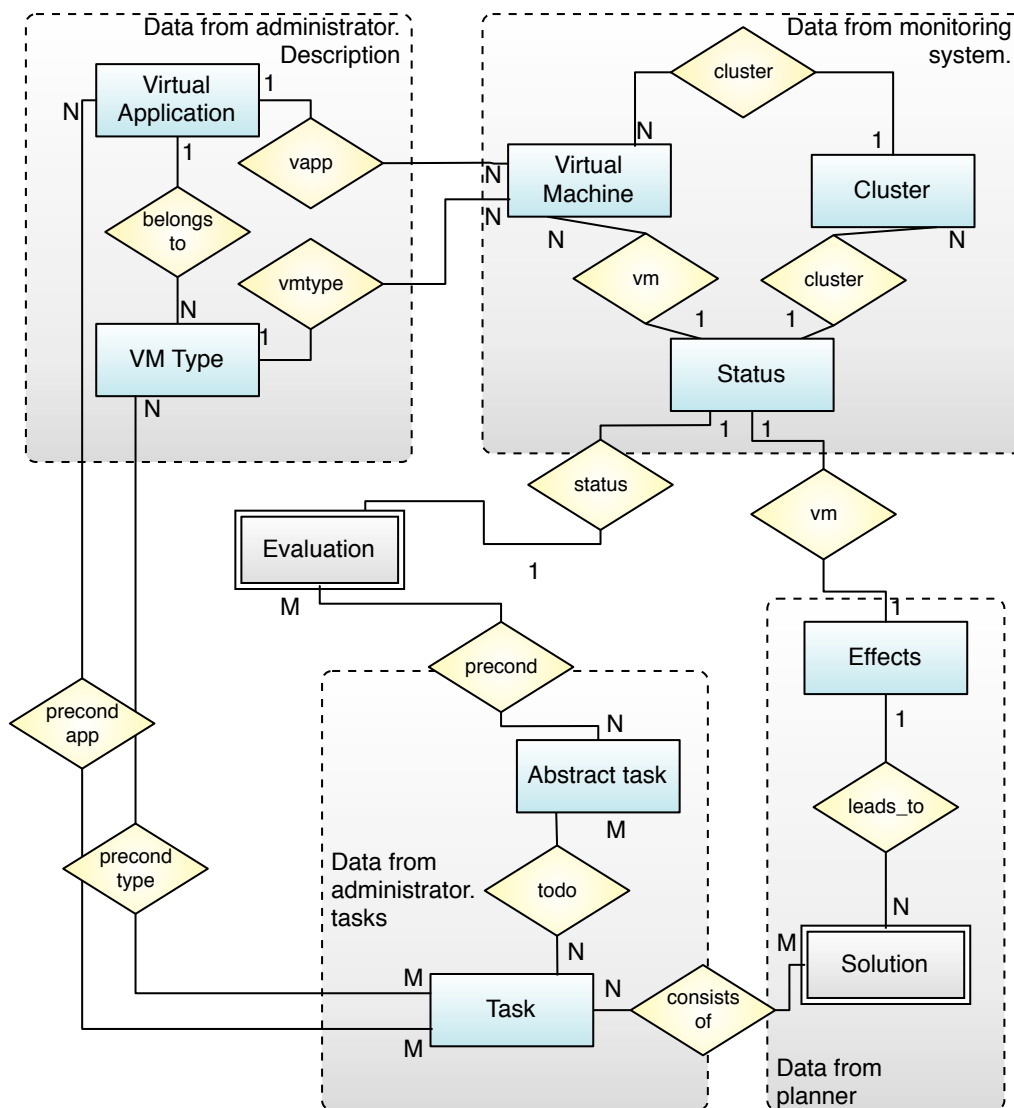 Data from administrator.
Description
Data from monitoring
system.
Virtual
Application
1
N
cluster
1
vapp
N
N
1
Virtual
Machine
Cluster
N
belongs
to
N
N
N
vmtype
vm
cluster
N
1
1
1
VM Type
Status
N
1
1
status
vm
Evaluation
1
M
1
precond
Effects
precond
app
N
1
Abstract task
leads_to
M
precond
type
Data from
administrator.
tasks
todo
N
N
M
Solution
M
N
Task
consists
of
M
Data from
planner